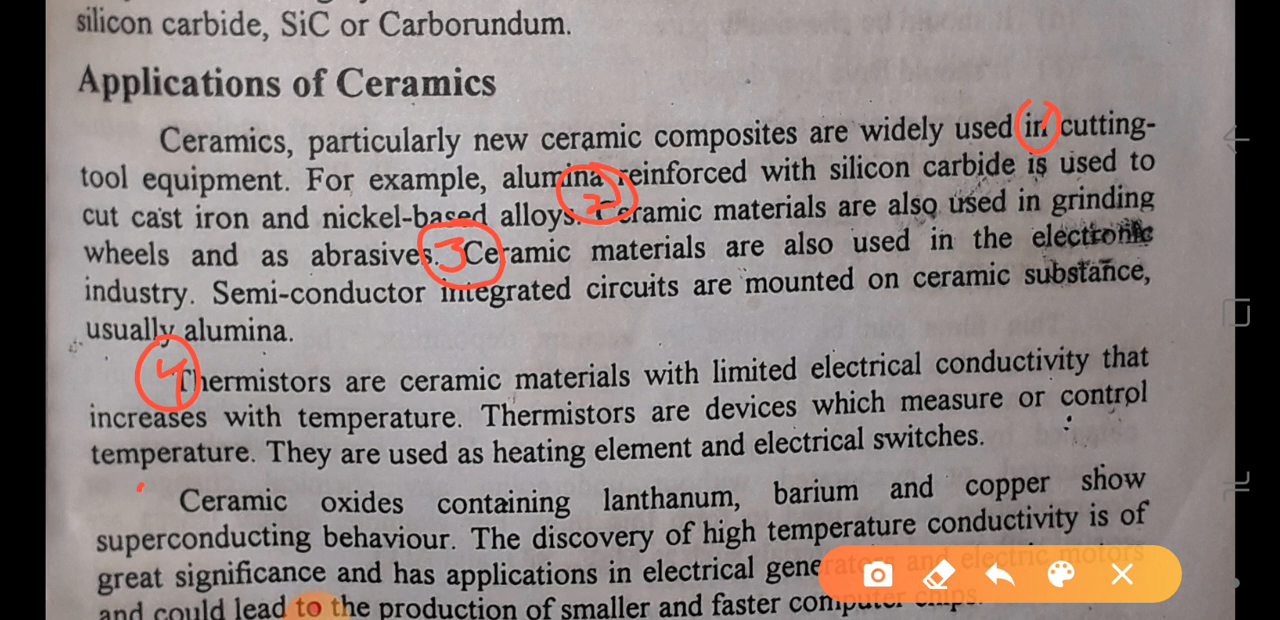 silicon carbide, SiC or Carborundum.
Applications of Ceramics
Ceramics, particularly new ceramic composites are widely used in cutting-
tool equipment. For example, alumina reinforced with silicon carbide is used to
cut cast iron and nickel-based alloys. Ceramic materials are also used in grinding
wheels and as abrasives. Ceramic materials are also used in the electronic
industry. Semi-conductor integrated circuits are mounted on ceramic substance,
usually alumina.
Thermistors are ceramic materials with limited electrical conductivity that
increases with temperature. Thermistors are devices which measure or control
temperature. They are used as heating element and electrical switches.
Ceramic oxides containing lanthanum, barium and copper show
superconducting behaviour. The discovery of high temperature conductivity is of
great significance and has applications in electrical generators and electric motors
and could lead to the production of smaller and faster computer chips.
1
2
3
4